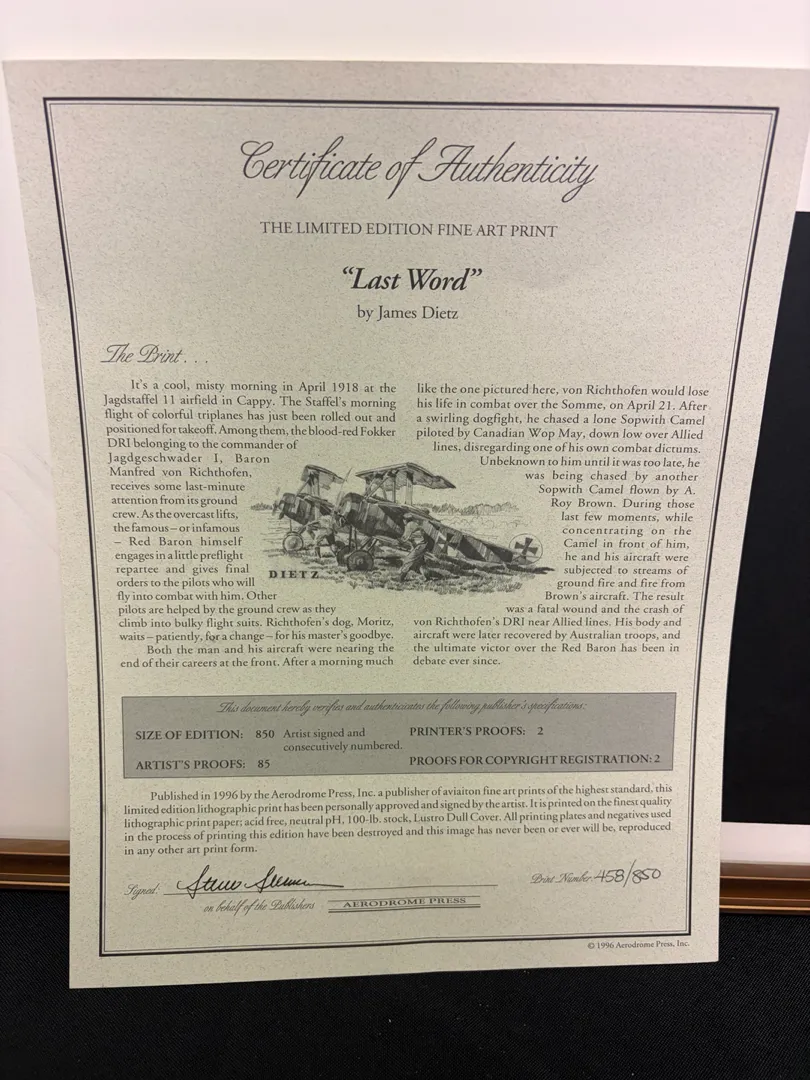 Certificate of Authenticity
THE LIMITED EDITION FINE ART PRINT
“Last Word”
by James Dietz
The Print . . .
It's a cool, misty morning in April 1918 at the
Jagdstaffel 11 airfield in Cappy. The Staffel's morning
flight of colorful triplanes has just been rolled out and
positioned for takeoff. Among them, the blood-red Fokker
DRI belonging to the commander of
Jagdgeschwader I, Baron
Manfred von Richthofen,
receives some last-minute
attention from its ground
crew. As the overcast lifts,
the famous – or infamous
– Red Baron himself
engages in a little preflight
repartee and gives final
orders to the pilots who will
fly into combat with him. Other
pilots are helped by the ground crew as they
climb into bulky flight suits. Richthofen's dog, Moritz,
waits – patiently, for a change – for his master's goodbye.
Both the man and his aircraft were nearing the
end of their careers at the front. After a morning much
like the one pictured here, von Richthofen would lose
his life in combat over the Somme, on April 21. After
a swirling dogfight, he chased a lone Sopwith Camel
piloted by Canadian Wop May, down low over Allied
lines, disregarding one of his own combat dictums.
Unbeknown to him until it was too late, he
was being chased by another
Sopwith Camel flown by A.
Roy Brown. During those
last few moments, while
concentrating on the
Camel in front of him,
he and his aircraft were
subjected to streams of
ground fire and fire from
Brown's aircraft. The result
was a fatal wound and the crash of
von Richthofen's DRI near Allied lines. His body and
aircraft were later recovered by Australian troops, and
the ultimate victor over the Red Baron has been in
debate ever since.
DIETZ
This document hereby verifies and authenticicates the following publisher's specifications:
SIZE OF EDITION: 850 Artist signed and
consecutively numbered.
PRINTER'S PROOFS: 2
ARTIST'S PROOFS: 85
PROOFS FOR COPYRIGHT REGISTRATION: 2
Published in 1996 by the Aerodrome Press, Inc. a publisher of aviaiton fine art prints of the highest standard, this
limited edition lithographic print has been personally approved and signed by the artist. It is printed on the finest quality
lithographic print paper; acid free, neutral pH, 100-lb. stock, Lustro Dull Cover. All printing plates and negatives used
in the process of printing this edition have been destroyed and this image has never been or ever will be, reproduced
in any other art print form.
Signed:
Print Number: 458/850
on behalf of the Publishers
AERODROME PRESS
© 1996 Aerodrome Press, Inc.